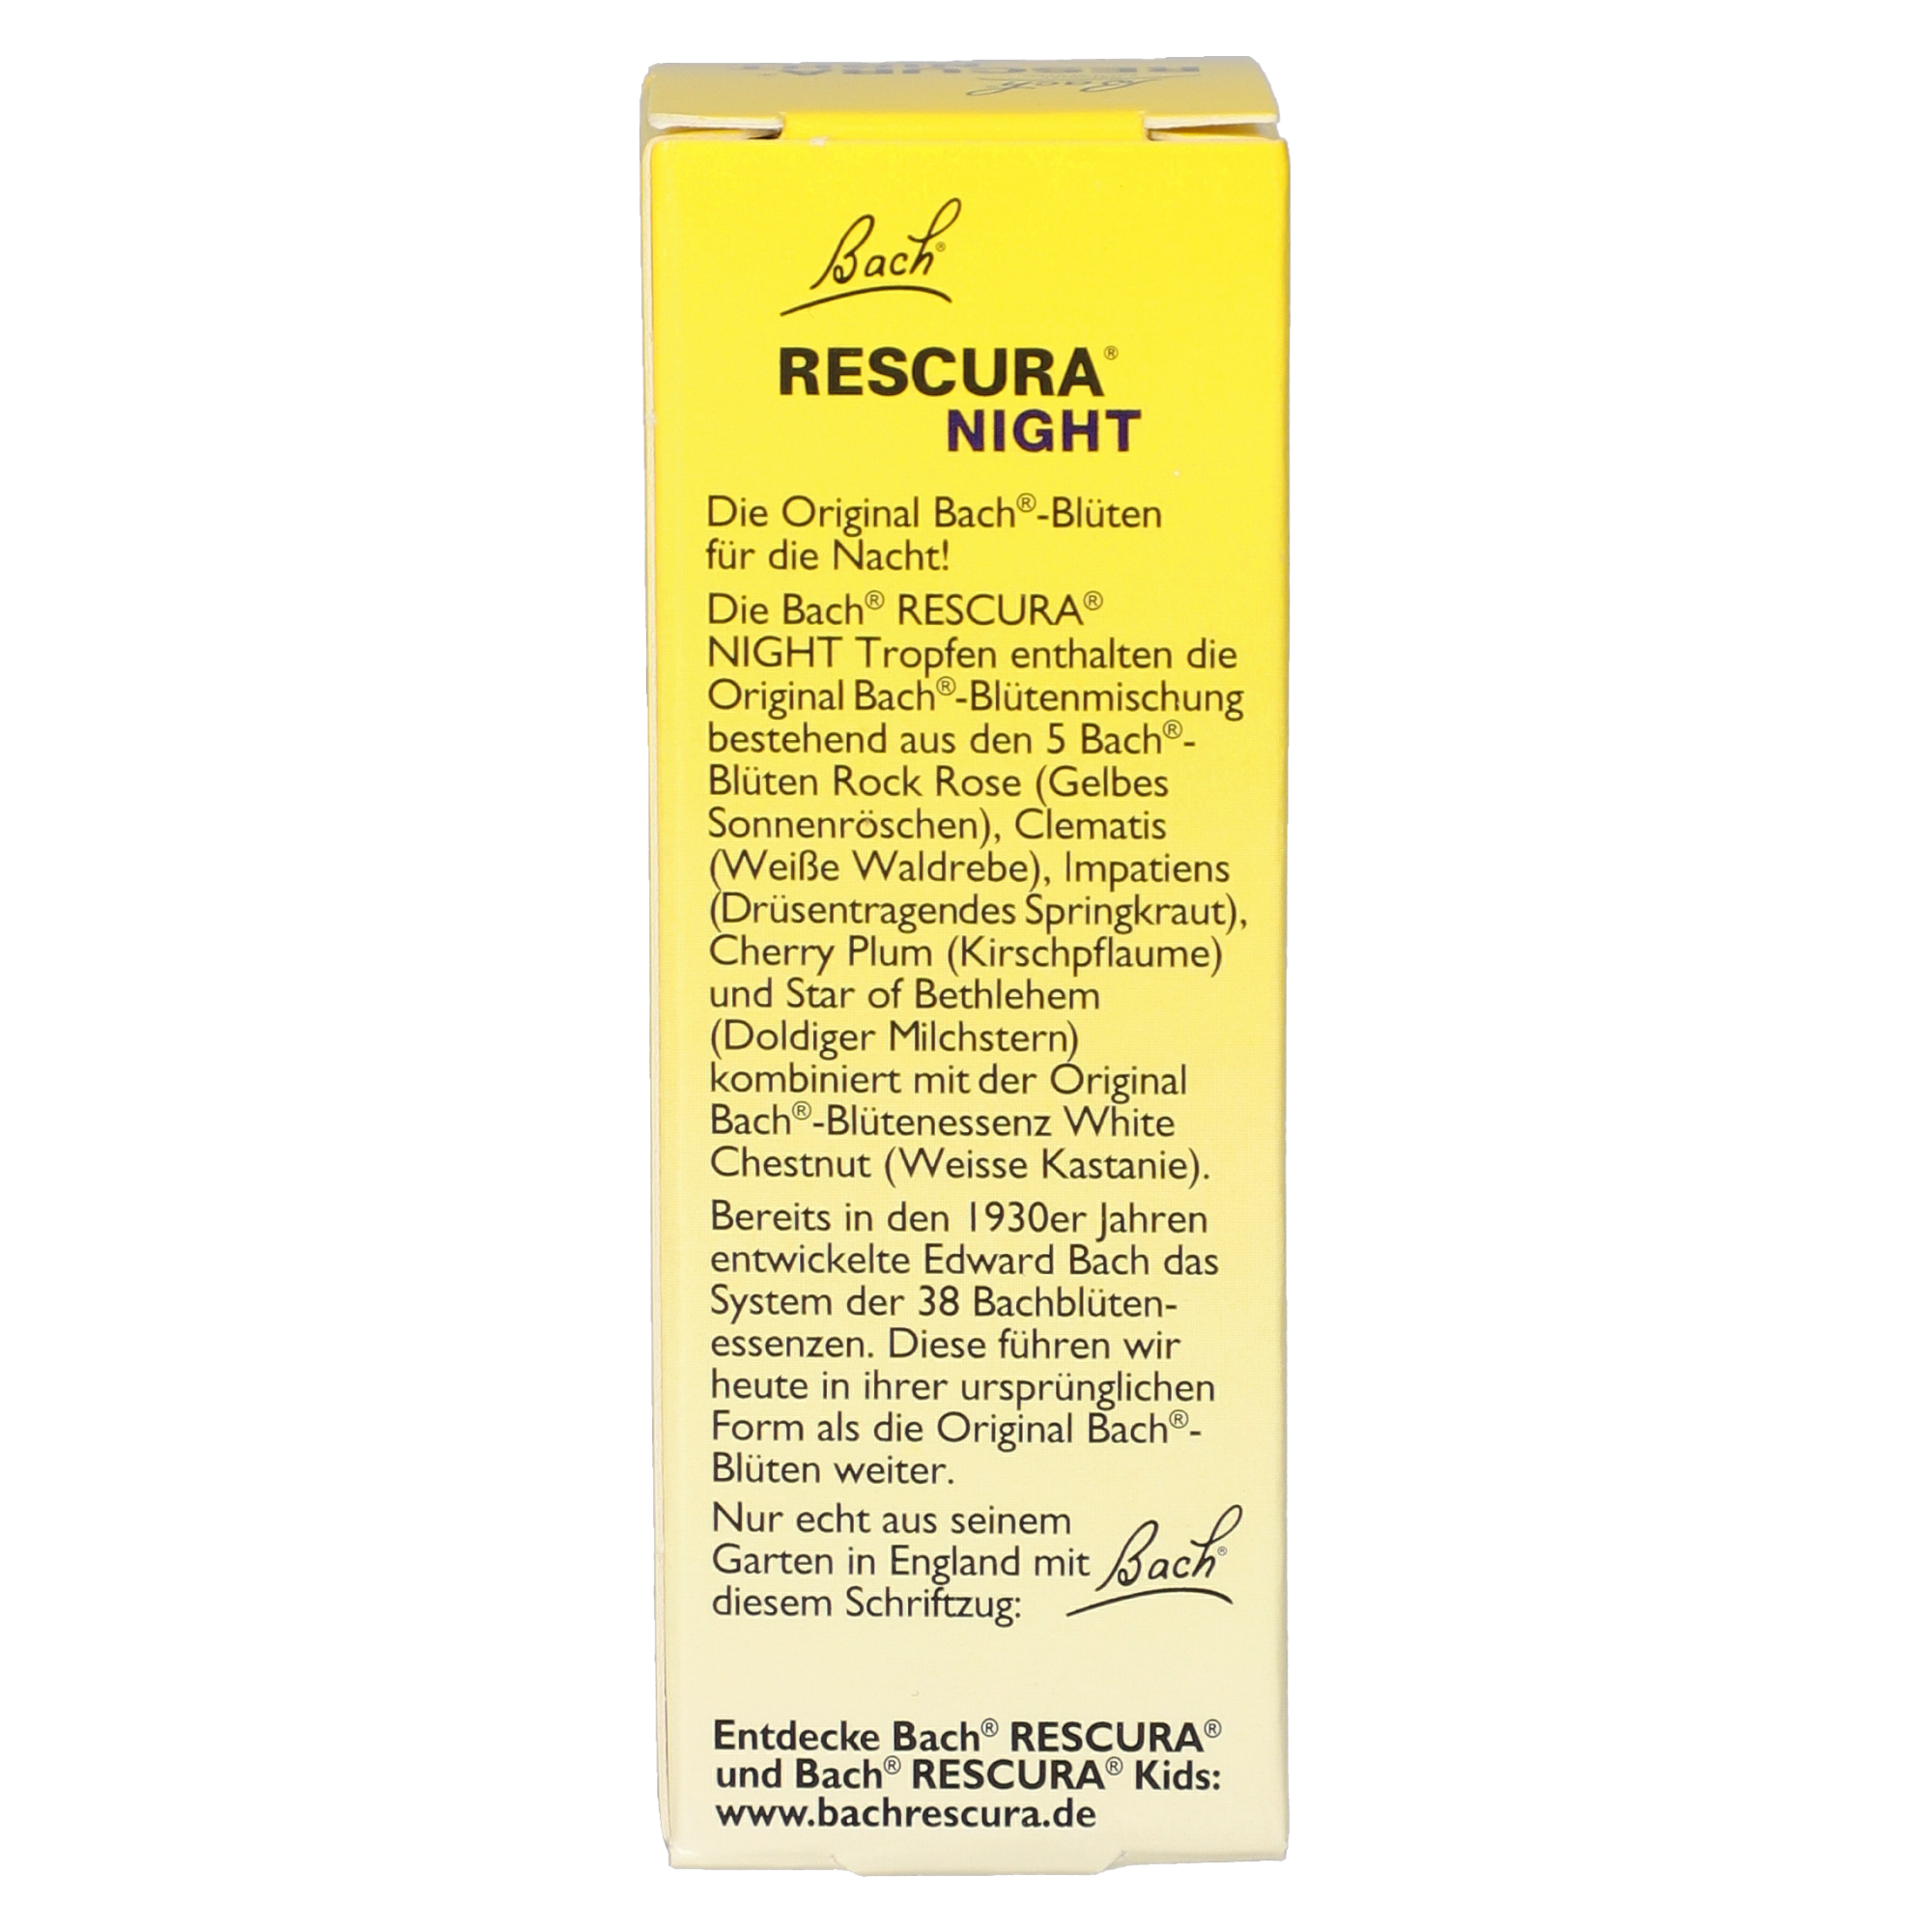 Bach
RESCURA®
Bach®
RESCURA®
NIGHT
Die Original Bach®-Blüten
für die Nacht!
Die Bach® RESCURA®
NIGHT Tropfen enthalten die
Original Bach®-Blütenmischung
bestehend aus den 5 Bach®-
Blüten Rock Rose (Gelbes
Sonnenröschen), Clematis
(Weiße Waldrebe), Impatiens
(Drüsentragendes Springkraut),
Cherry Plum (Kirschpflaume)
und Star of Bethlehem
(Doldiger Milchstern)
kombiniert mit der Original
Bach®-Blütenessenz White
Chestnut (Weisse Kastanie).
Bereits in den 1930er Jahren
entwickelte Edward Bach das
System der 38 Bachblüten-
essenzen. Diese führen wir
heute in ihrer ursprünglichen
Form als die Original Bach®-
Blüten weiter.
Nur echt aus seinem
Garten in England mit
diesem Schriftzug: Bach®
Entdecke Bach® RESCURA®
und Bach® RESCURA® Kids:
www.bachrescura.de